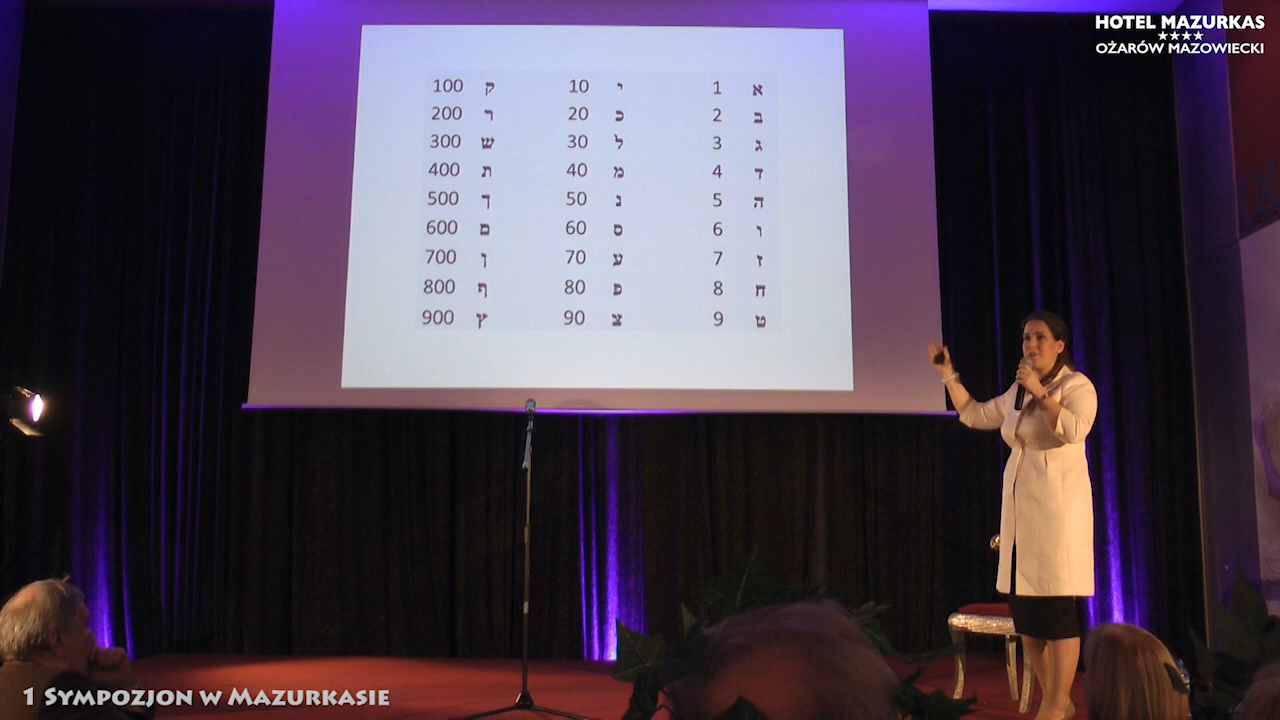 HOTEL MAZURKAS
★★★★
OŻARÓW MAZOWIECKI
100 ק 10 י 1 א
200 ר 20 כ 2 ב
300 ש 30 ל 3 ג
400 ת 40 מ 4 ד
500 ך 50 נ 5 ה
600 ם 60 ס 6 ו
700 ן 70 ע 7 ז
800 ף 80 פ 8 ח
900 ץ 90 צ 9 ט
1 SYMPOZJON W MAZURKASIE